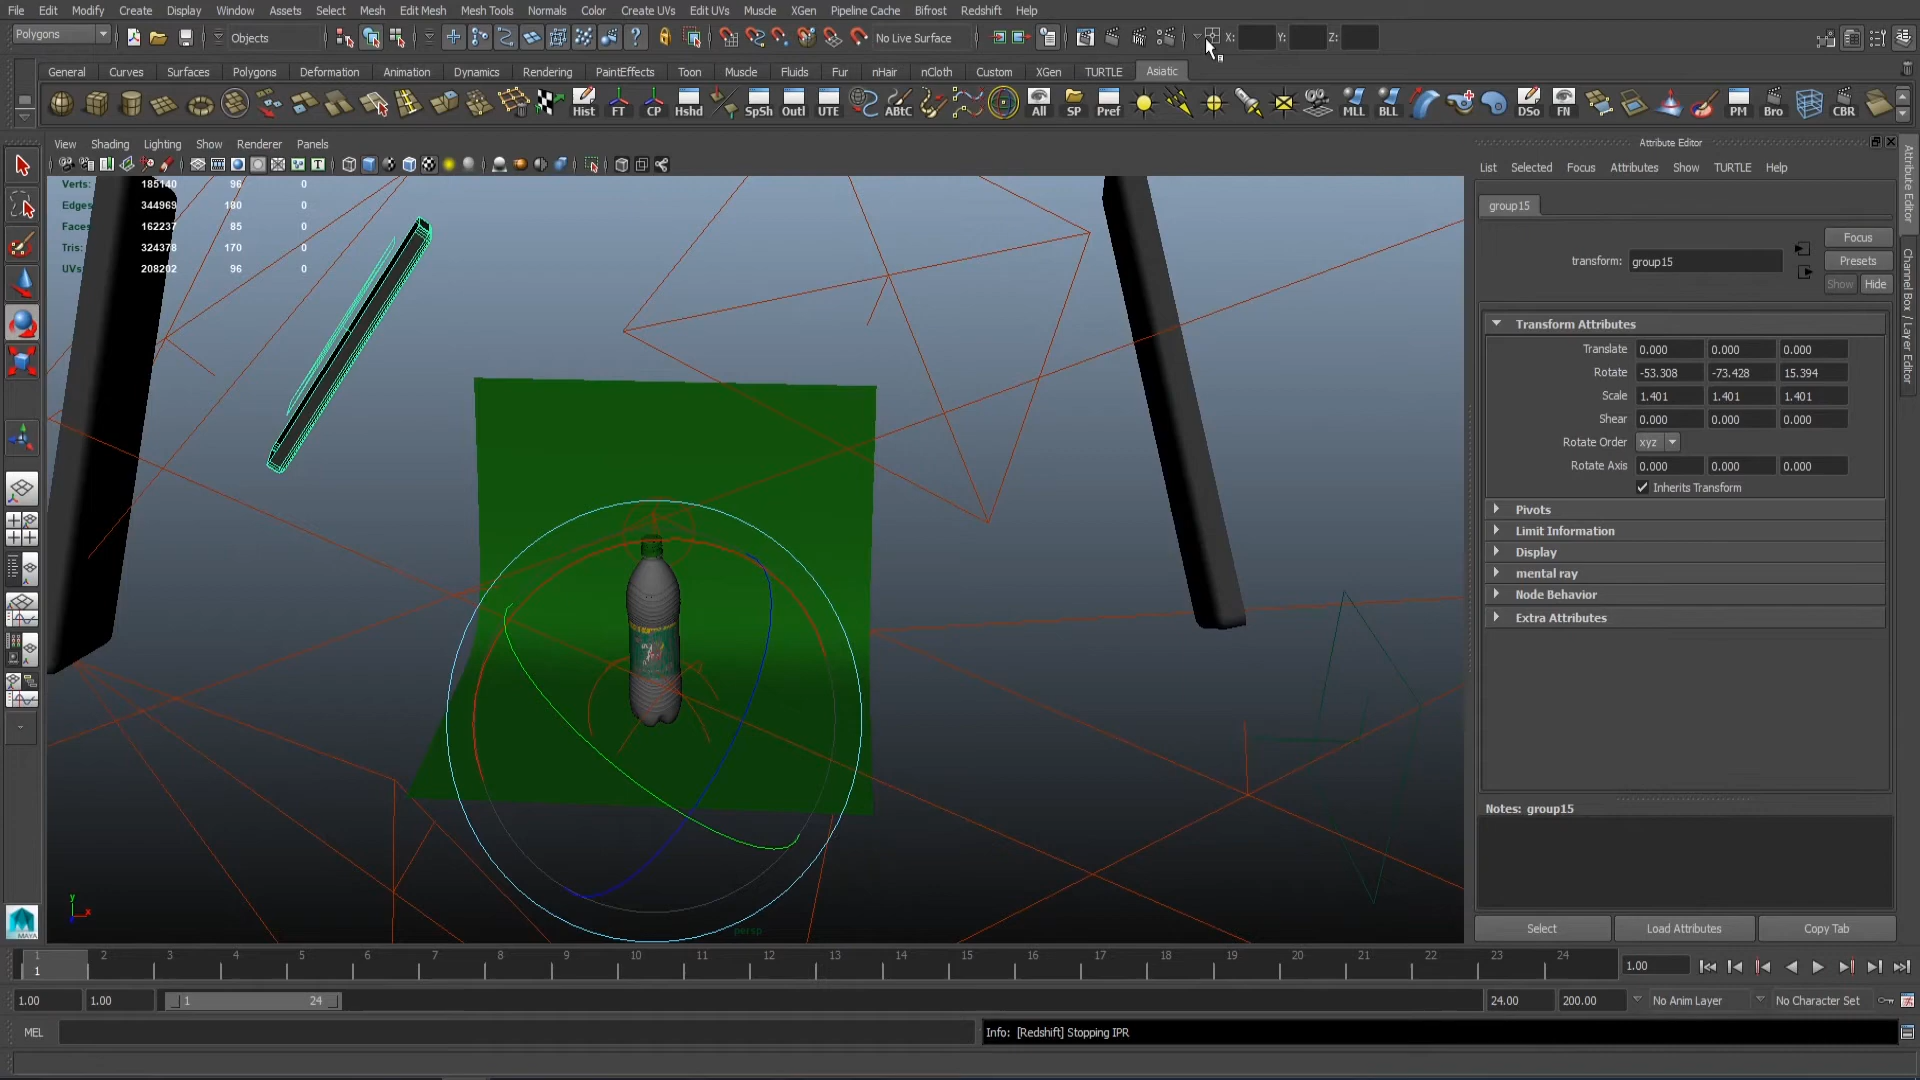 File Edit Modify Create Display Window Assets Select Mesh Edit Mesh Mesh Tools Normals Color Create UVs Edit UVs Muscle XGen Pipeline Cache Bifrost Redshift Help
Polygons Objects No Live Surface X: Y: Z:
General Curves Surfaces Polygons Deformation Animation Dynamics Rendering PaintEffects Toon Muscle Fluids Fur nHair nCloth Custom XGen TURTLE Asiatic
Hist FT CP Hshd SpSh Outl UTE ABtC All SP Pref MLL BLL DSo FN PM Bro CBR
View Shading Lighting Show Renderer Panels
Verts: 185140 96 0
Edges: 344969 180 0
Faces: 162237 85 0
Tris: 324378 170 0
UVs: 208202 96 0
y
x
persp
MAYA
Attribute Editor
List Selected Focus Attributes Show TURTLE Help
group15
Focus
transform: group15
Presets
Show Hide
Transform Attributes
Translate 0.000 0.000 0.000
Rotate -53.308 -73.428 15.394
Scale 1.401 1.401 1.401
Shear 0.000 0.000 0.000
Rotate Order xyz
Rotate Axis 0.000 0.000 0.000
Inherits Transform
Pivots
Limit Information
Display
mental ray
Node Behavior
Extra Attributes
Notes: group15
Select Load Attributes Copy Tab
Attribute Editor
Channel Box / Layer Editor
1 2 3 4 5 6 7 8 9 10 11 12 13 14 15 16 17 18 19 20 21 22 23 24
1
1.00
1.00 1.00 1 24 24.00 200.00 No Anim Layer No Character Set
MEL Info: [Redshift] Stopping IPR